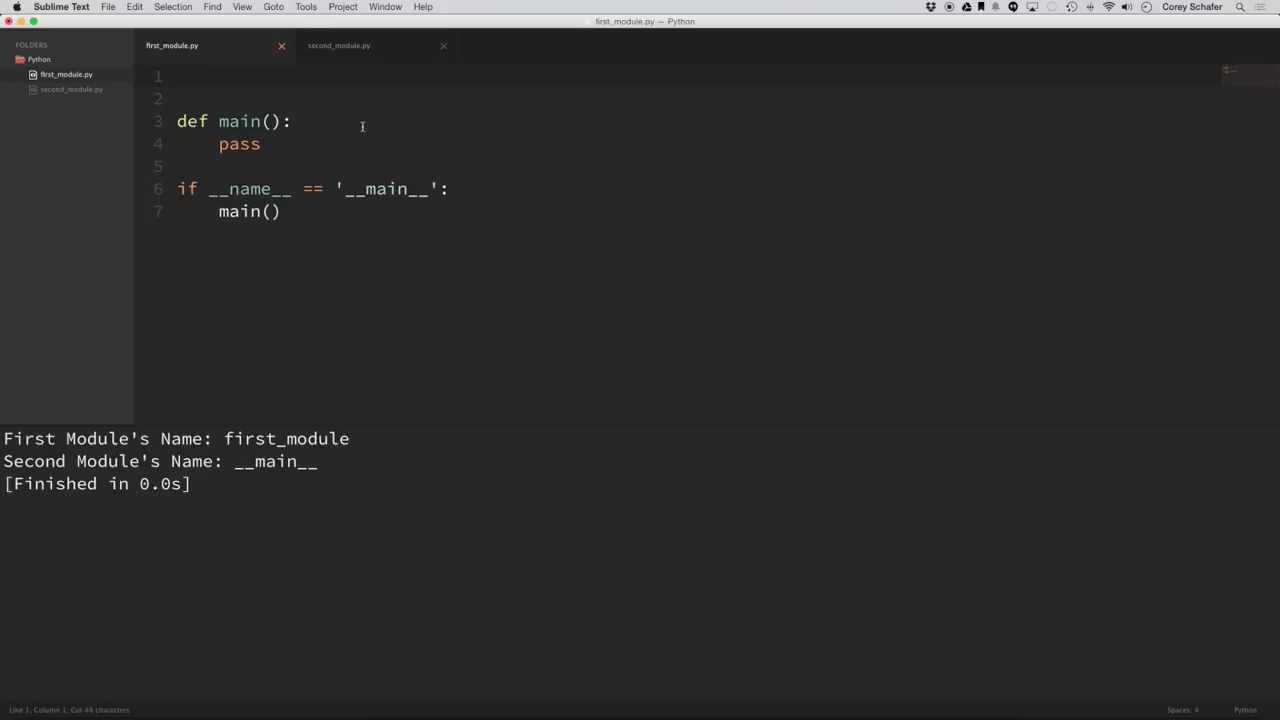 Sublime Text File Edit Selection Find View Goto Tools Project Window Help Corey Schafer
first_module.py — Python
FOLDERS
Python
first_module.py
second_module.py
first_module.py second_module.py
1
2
3 def main():
4 pass
5
6 if __name__ == '__main__':
7 main()
First Module's Name: first_module
Second Module's Name: __main__
[Finished in 0.0s]
Line 2, Column 1; Cut 48 characters Spaces: 4 Python